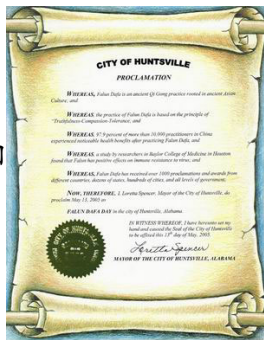 CITY OF HUNTSVILLE
PROCLAMATION
WHEREAS, Falun Dafa is an ancient Qi Gong practice rooted in ancient Asian
Culture, and
WHEREAS, the practice of Falun Dafa is based on the principle of
"Truthfulness-Compassion-Tolerance, and
WHEREAS, 97.9 percent of more than 10,000 practitioners in China
experienced noticeable health benefits after practicing Falun Dafa, and
WHEREAS, a study by researchers as Baylor College of Medicine in Houston
found that Falun has positive effects on immune resistance to virus; and
WHEREAS, Falun Dafa has received over 1000 proclamations and awards from
different countries, dozens of states, hundreds of cities, and all levels of government,
NOW, THEREFORE, I, Loretta Spencer, Mayor of the City of Huntsville, do
proclaim May 13, 2003 as
FALUN DAFA DAY in the city of Huntsville, Alabama.
IN WITNESS WHEREOF, I have hereunto set my
hand and caused the Seal of the City of Huntsville
to be affixed this 13th day of May, 2003.
Loretta Spencer
MAYOR OF THE CITY OF HUNTSVILLE, ALABAMA